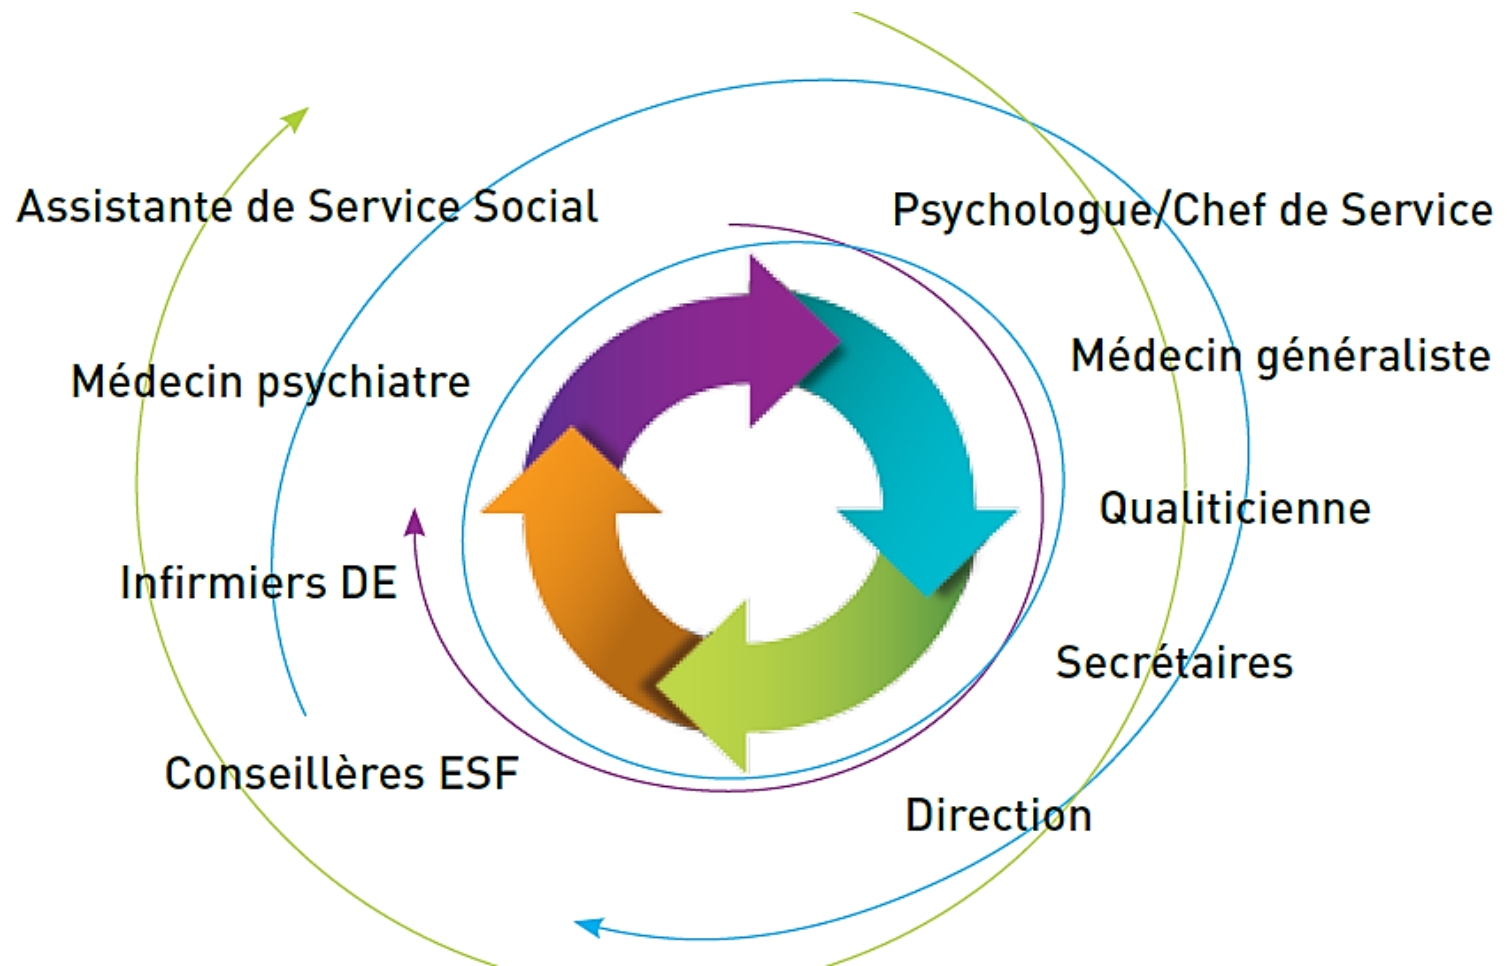 Assistante de Service Social
Psychologue/Chef de Service
Médecin psychiatre
Médecin généraliste
Qualiticienne
Infirmiers DE
Secrétaires
Conseillères ESF
Direction